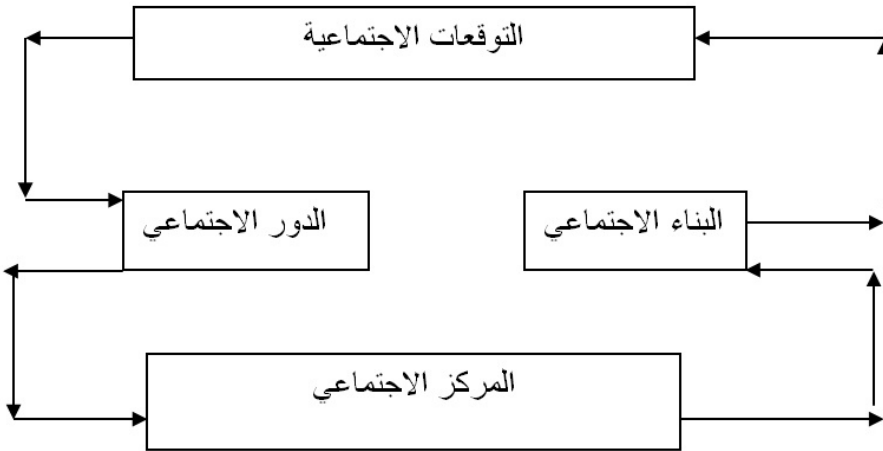 التوقعات الاجتماعية
البناء الاجتماعي
الدور الاجتماعي
المركز الاجتماعي